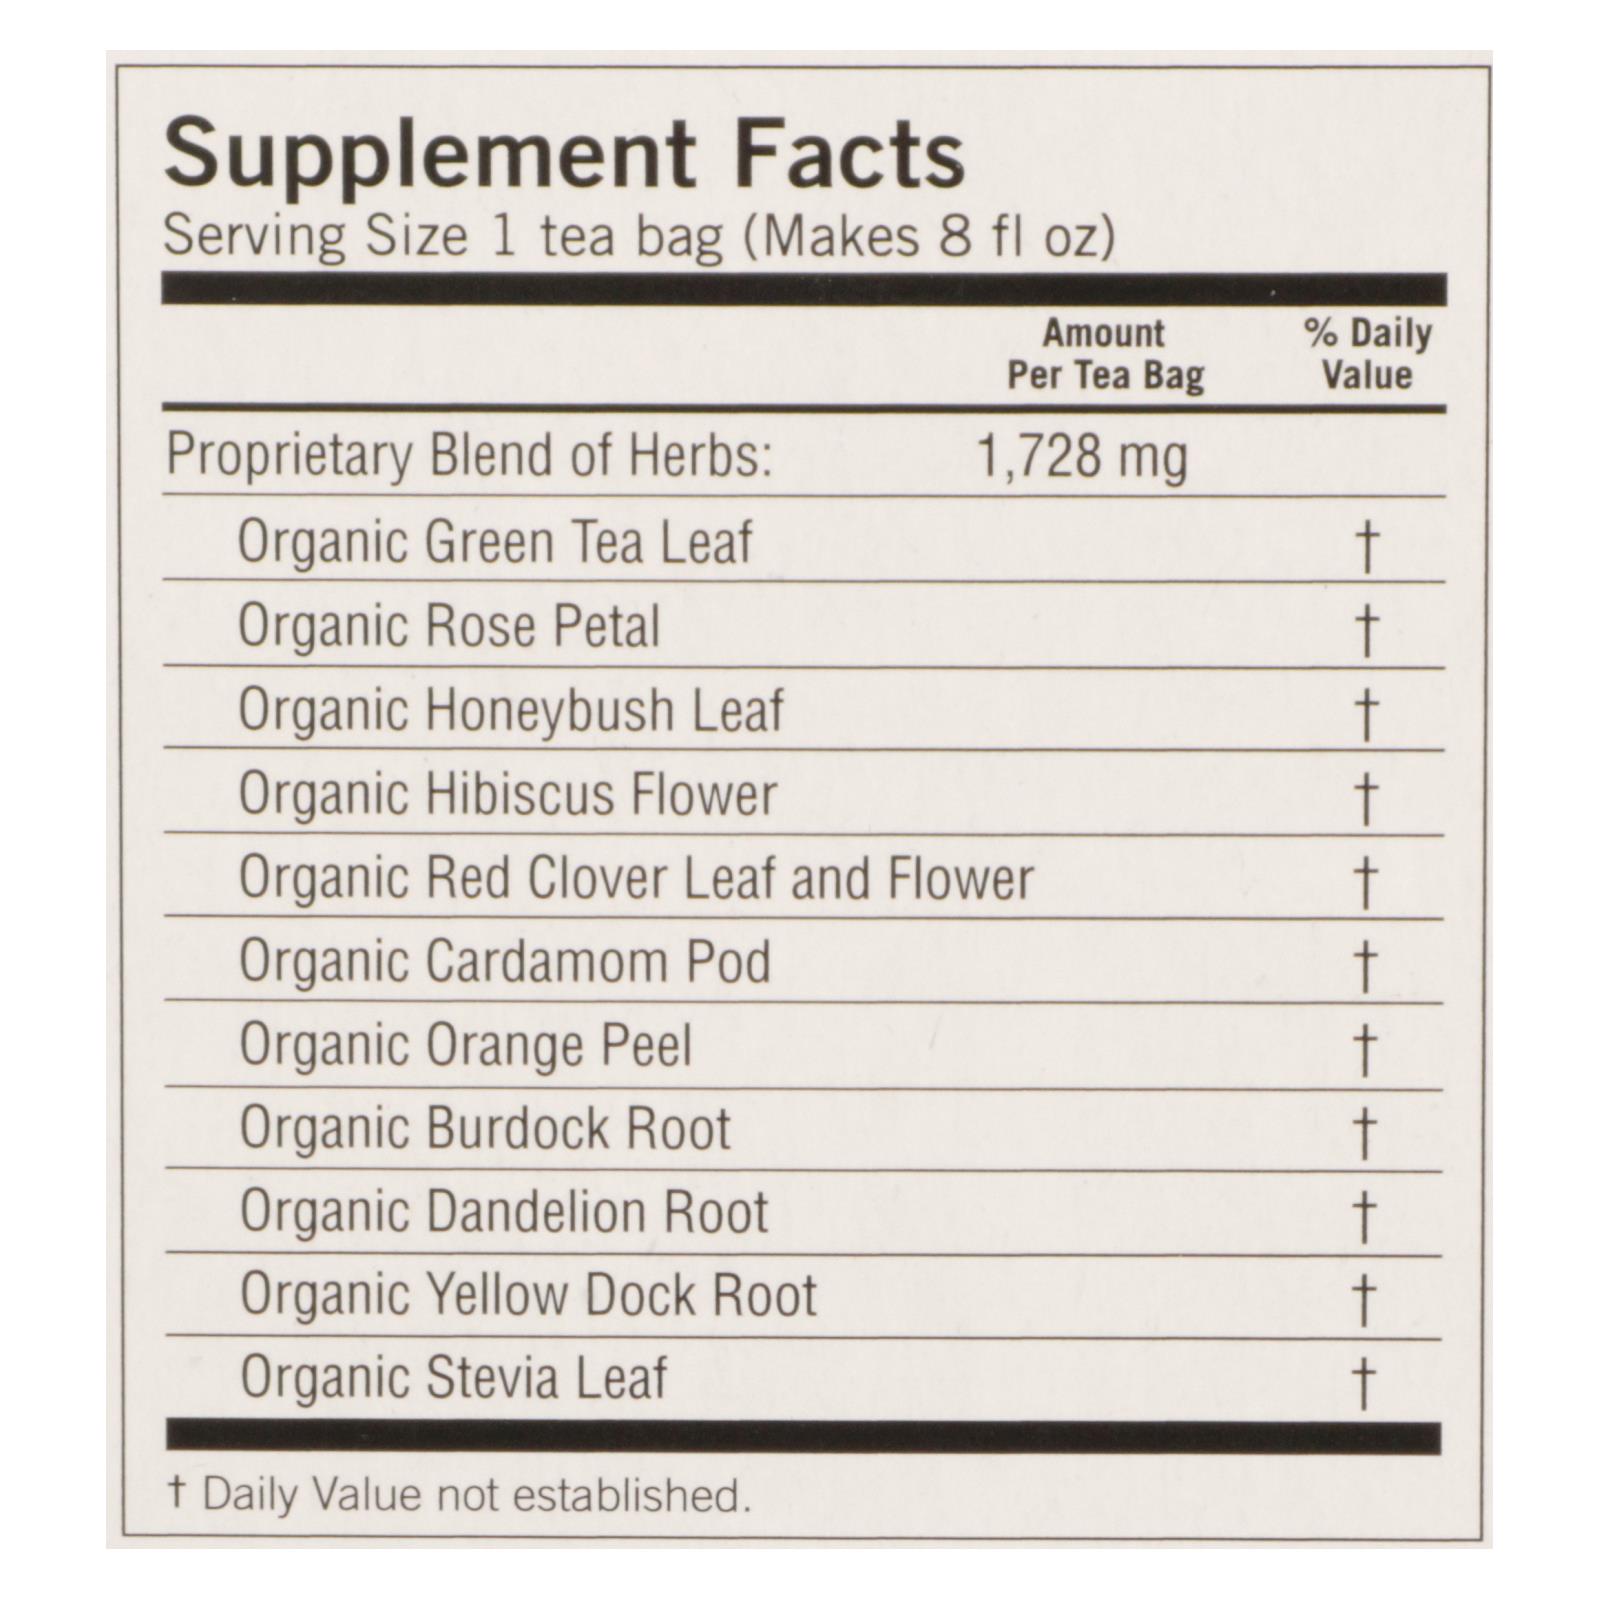 Supplement Facts
Serving Size 1 tea bag (Makes 8 fl oz)
Amount Per Tea Bag % Daily Value
Proprietary Blend of Herbs: 1,728 mg
Organic Green Tea Leaf †
Organic Rose Petal †
Organic Honeybush Leaf †
Organic Hibiscus Flower †
Organic Red Clover Leaf and Flower †
Organic Cardamom Pod †
Organic Orange Peel †
Organic Burdock Root †
Organic Dandelion Root †
Organic Yellow Dock Root †
Organic Stevia Leaf †
† Daily Value not established.